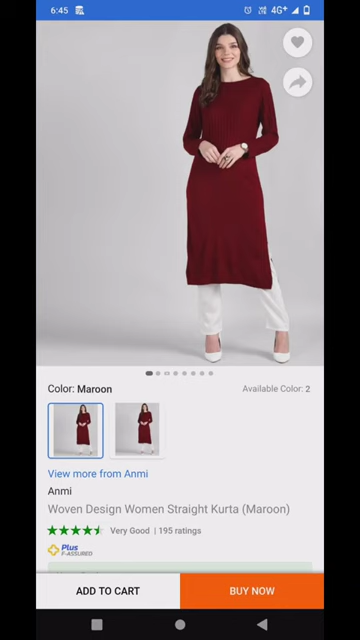 6:45
4G+
Color: Maroon
Available Color: 2
View more from Anmi
Anmi
Woven Design Women Straight Kurta (Maroon)
Very Good | 195 ratings
Plus
F-ASSURED
ADD TO CART
BUY NOW